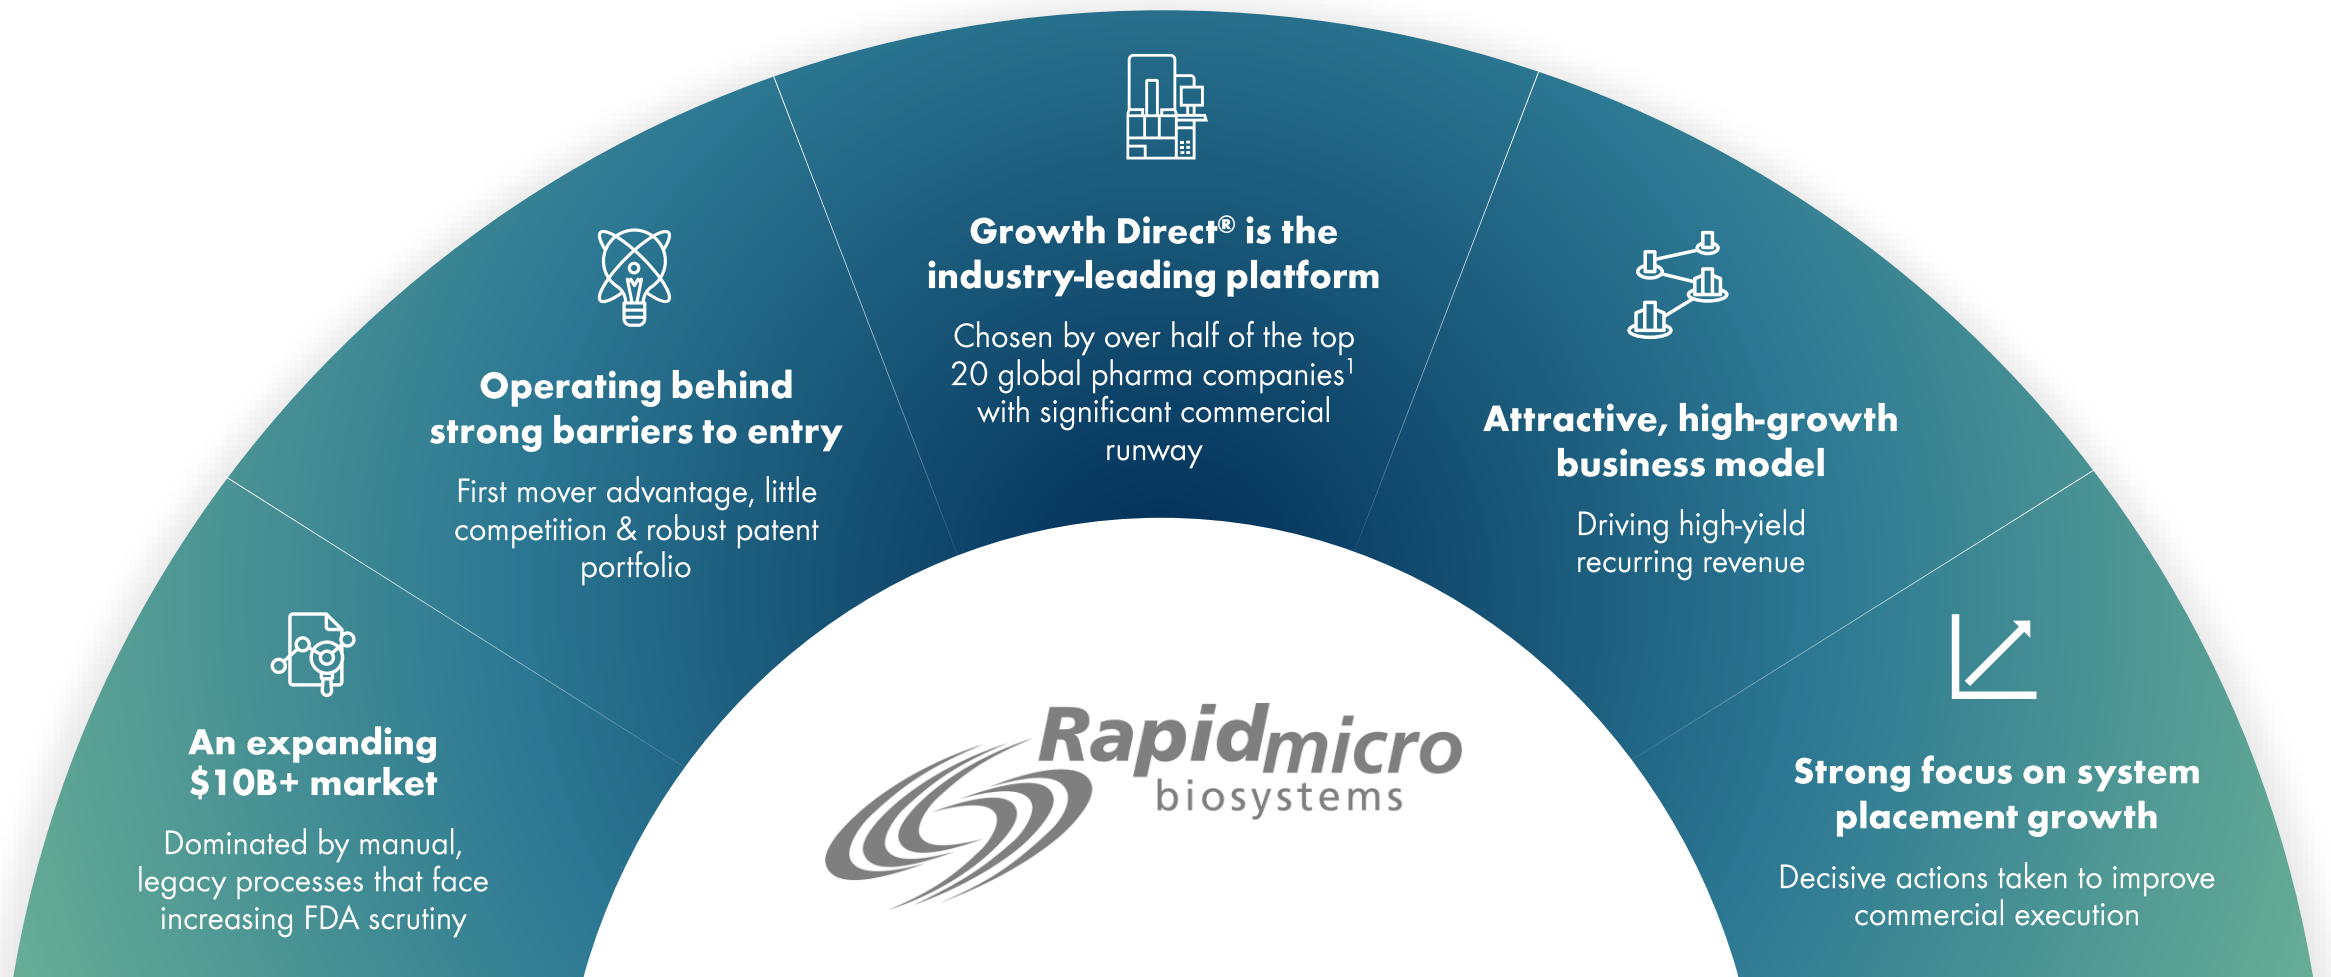 An expanding
$10B+ market
Dominated by manual,
legacy processes that face
increasing FDA scrutiny
Operating behind
strong barriers to entry
First mover advantage, little
competition & robust patent
portfolio
Growth Direct® is the
industry-leading platform
Chosen by over half of the top
20 global pharma companies¹
with significant commercial
runway
Attractive, high-growth
business model
Driving high-yield
recurring revenue
Strong focus on system
placement growth
Decisive actions taken to improve
commercial execution
Rapidmicro
biosystems